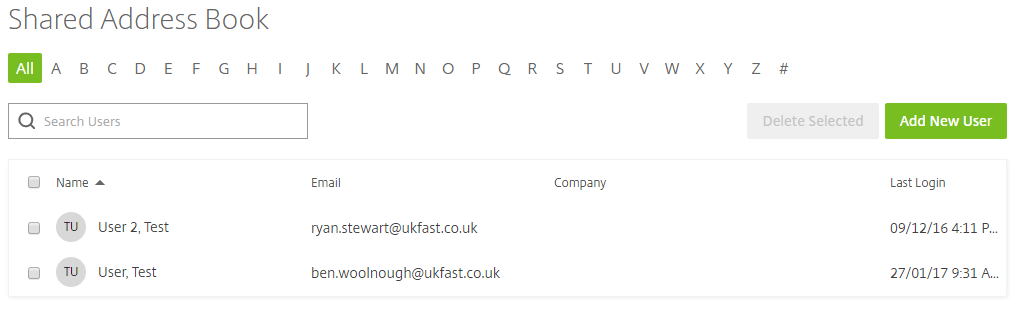 Shared Address Book
All A B C D E F G H I J K L M N O P Q R S T U V W X Y Z #
Search Users Delete Selected Add New User
Name Email Company Last Login
TU User 2, Test ryan.stewart@ukfast.co.uk 09/12/16 4:11 P...
TU User, Test ben.woolnough@ukfast.co.uk 27/01/17 9:31 A...